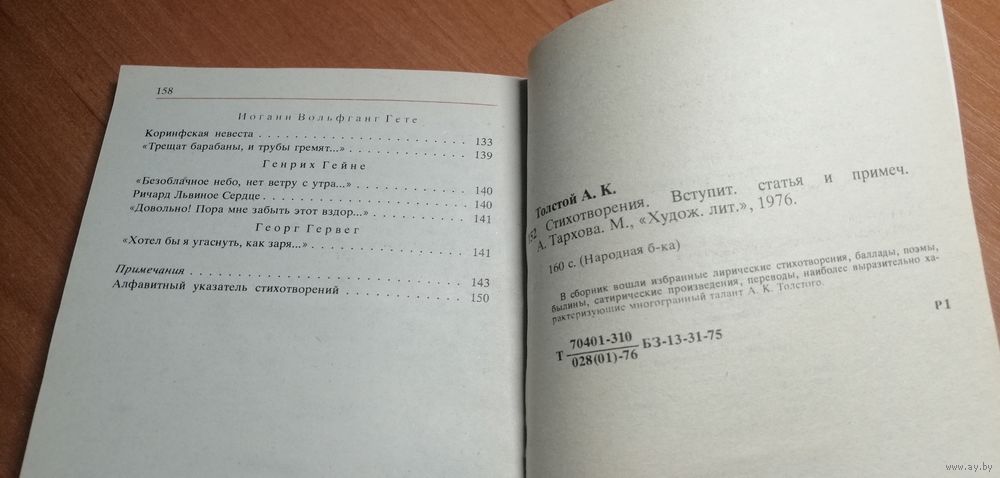 158
Иоганн Вольфганг Гете
Коринфская невеста . . . . . . . . . . . . . . . . . . . . 133
«Трещат барабаны, и трубы гремят...» . . . . . . . . . . 139
Генрих Гейне
«Безоблачное небо, нет ветру с утра...» . . . . . . . . . . 140
Ричард Львиное Сердце . . . . . . . . . . . . . . . . . . 140
«Довольно! Пора мне забыть этот вздор...» . . . . . . . . 141
Георг Гервег
«Хотел бы я угаснуть, как заря...» . . . . . . . . . . . . 141
Примечания . . . . . . . . . . . . . . . . . . . . . . . . 143
Алфавитный указатель стихотворений . . . . . . . . . . 150
Толстой А. К.
Стихотворения. Вступит. статья и примеч.
А. Тархова. М., «Худож. лит.», 1976.
160 с. (Народная б-ка)
В сборник вошли избранные лирические стихотворения, баллады, поэмы,
былины, сатирические произведения, переводы, наиболее выразительно ха-
рактеризующие многогранный талант А. К. Толстого.
Р1
Т 70401-310 БЗ-13-31-75
028(01)-76
www.ay.by